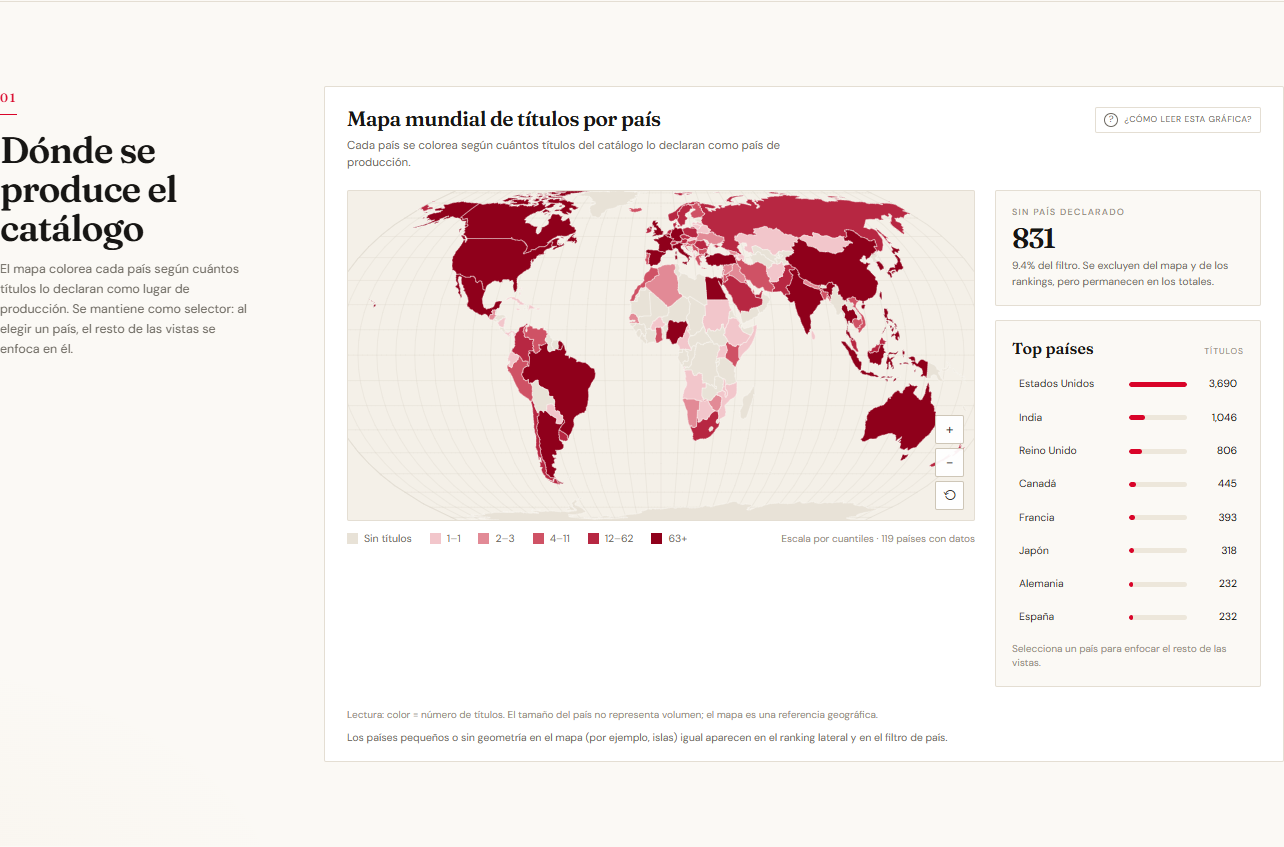 01
Dónde se
produce el
catálogo
El mapa colorea cada país según cuántos
títulos lo declaran como lugar de
producción. Se mantiene como selector: al
elegir un país, el resto de las vistas se
enfoca en él.
Mapa mundial de títulos por país
Cada país se colorea según cuántos títulos del catálogo lo declaran como país de
producción.
? ¿CÓMO LEER ESTA GRÁFICA?
+
−
Sin títulos 1–1 2–3 4–11 12–62 63+
Escala por cuantiles · 119 países con datos
SIN PAÍS DECLARADO
831
9.4% del filtro. Se excluyen del mapa y de los
rankings, pero permanecen en los totales.
Top países TÍTULOS
Estados Unidos 3,690
India 1,046
Reino Unido 806
Canadá 445
Francia 393
Japón 318
Alemania 232
España 232
Selecciona un país para enfocar el resto de las
vistas.
Lectura: color = número de títulos. El tamaño del país no representa volumen; el mapa es una referencia geográfica.
Los países pequeños o sin geometría en el mapa (por ejemplo, islas) igual aparecen en el ranking lateral y en el filtro de país.